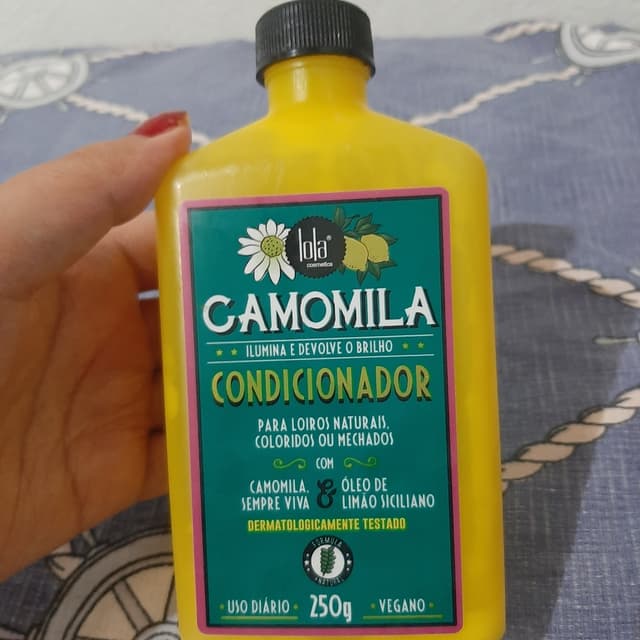 lola
cosmetics
CAMOMILA
ILUMINA E DEVOLVE O BRILHO
CONDICIONADOR
PARA LOIROS NATURAIS,
COLORIDOS OU MECHADOS
COM
CAMOMILA,
SEMPRE VIVA
&
ÓLEO DE
LIMÃO SICILIANO
DERMATOLOGICAMENTE TESTADO
FORMULA
USO DIÁRIO
250g
VEGANO